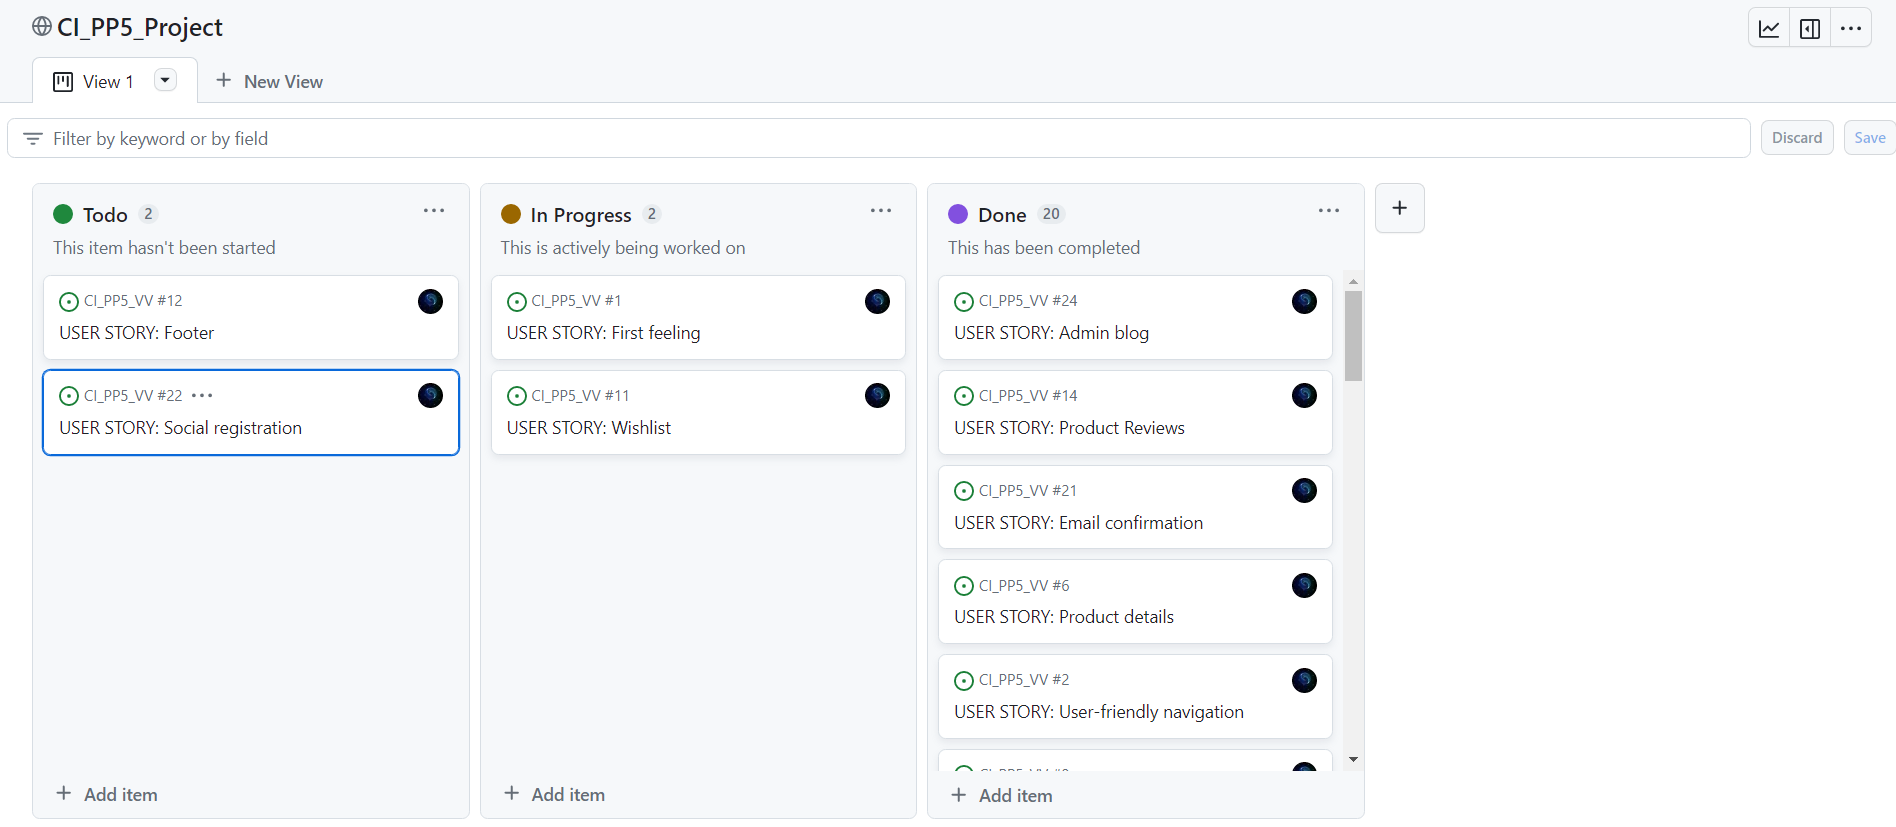 CI_PP5_Project
View 1
New View
Filter by keyword or by field
Discard
Save
Todo 2
This item hasn't been started
CI_PP5_VV #12
USER STORY: Footer
CI_PP5_VV #22
USER STORY: Social registration
Add item
In Progress 2
This is actively being worked on
CI_PP5_VV #1
USER STORY: First feeling
CI_PP5_VV #11
USER STORY: Wishlist
Add item
Done 20
This has been completed
CI_PP5_VV #24
USER STORY: Admin blog
CI_PP5_VV #14
USER STORY: Product Reviews
CI_PP5_VV #21
USER STORY: Email confirmation
CI_PP5_VV #6
USER STORY: Product details
CI_PP5_VV #2
USER STORY: User-friendly navigation
Add item